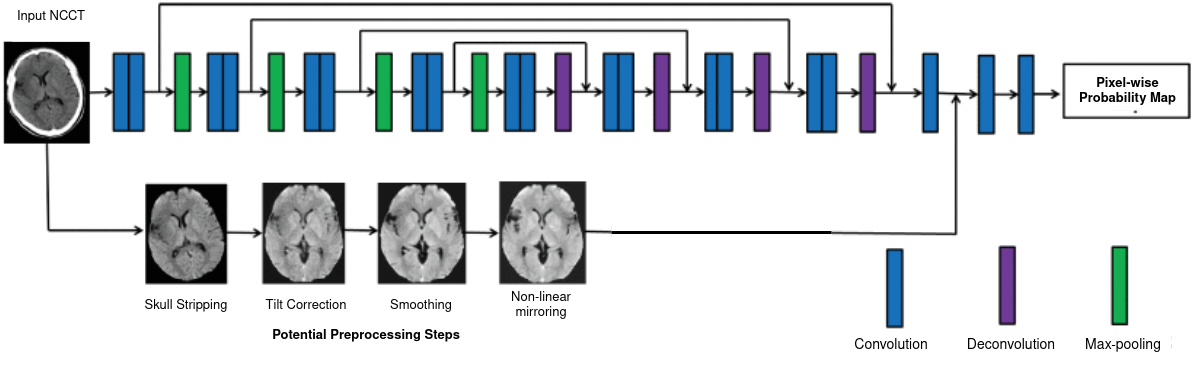 Input NCCT
Pixel-wise
Probability Map
Skull Stripping
Tilt Correction
Smoothing
Non-linear
mirroring
Potential Preprocessing Steps
Convolution
Deconvolution
Max-pooling